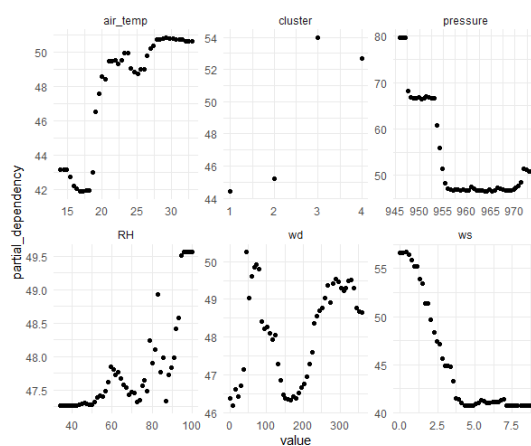 air_temp cluster pressure
50 48 46 44 42
15 20 25 30
54 52 50 48 46 44
1 2 3 4
80 70 60 50
945 950 955 960 965 970
partial_dependency
RH wd ws
49.5 49.0 48.5 48.0 47.5
40 50 60 70 80 90 100
50 49 48 47 46
0 100 200 300
55 50 45 40
0.0 2.5 5.0 7.5
value